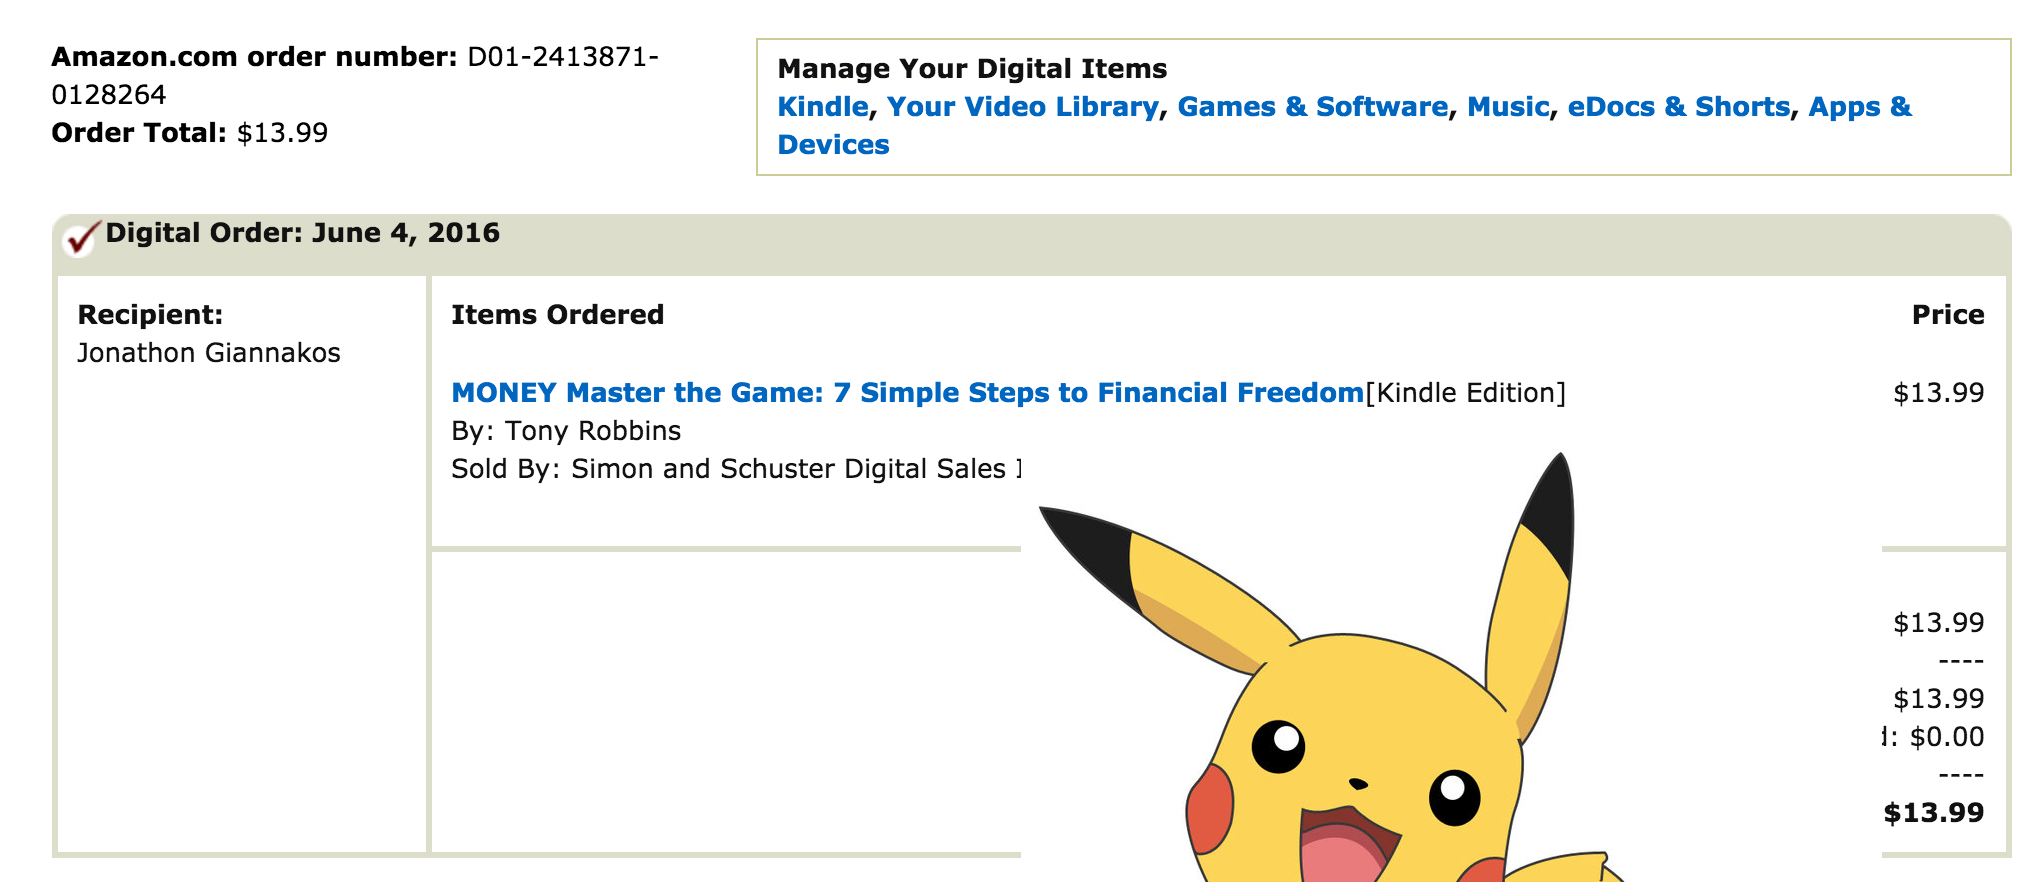 Amazon.com order number: D01-2413871-
0128264
Order Total: $13.99
Manage Your Digital Items
Kindle, Your Video Library, Games & Software, Music, eDocs & Shorts, Apps &
Devices
Digital Order: June 4, 2016
Recipient:
Jonathon Giannakos
Items Ordered
Price
MONEY Master the Game: 7 Simple Steps to Financial Freedom[Kindle Edition]
$13.99
By: Tony Robbins
Sold By: Simon and Schuster Digital Sales
$13.99
----
$13.99
: $0.00
----
$13.99